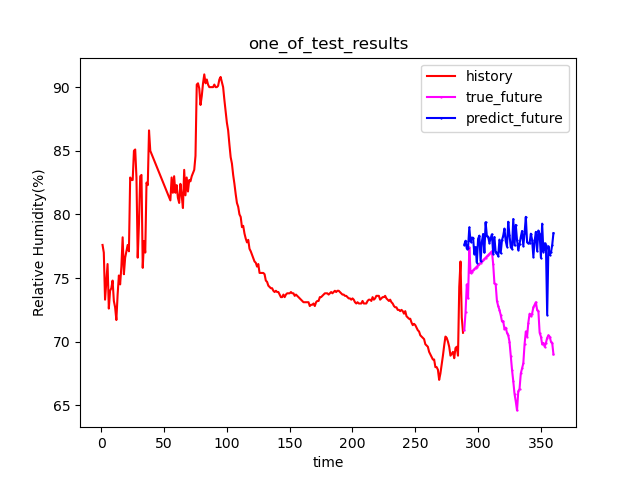 one_of_test_results
history
true_future
predict_future
90
85
80
75
70
65
Relative Humidity(%)
0 50 100 150 200 250 300 350
time